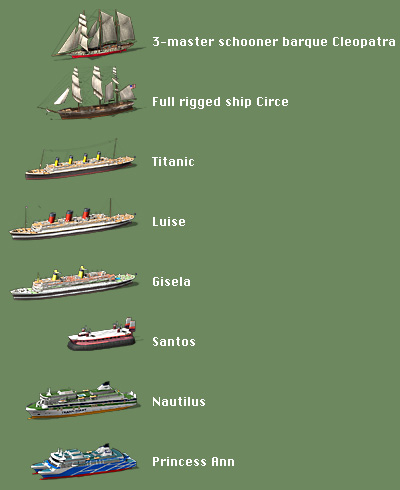 3-master schooner barque Cleopatra
Full rigged ship Circe
Titanic
Luise
Gisela
Santos
Nautilus
Princess Ann